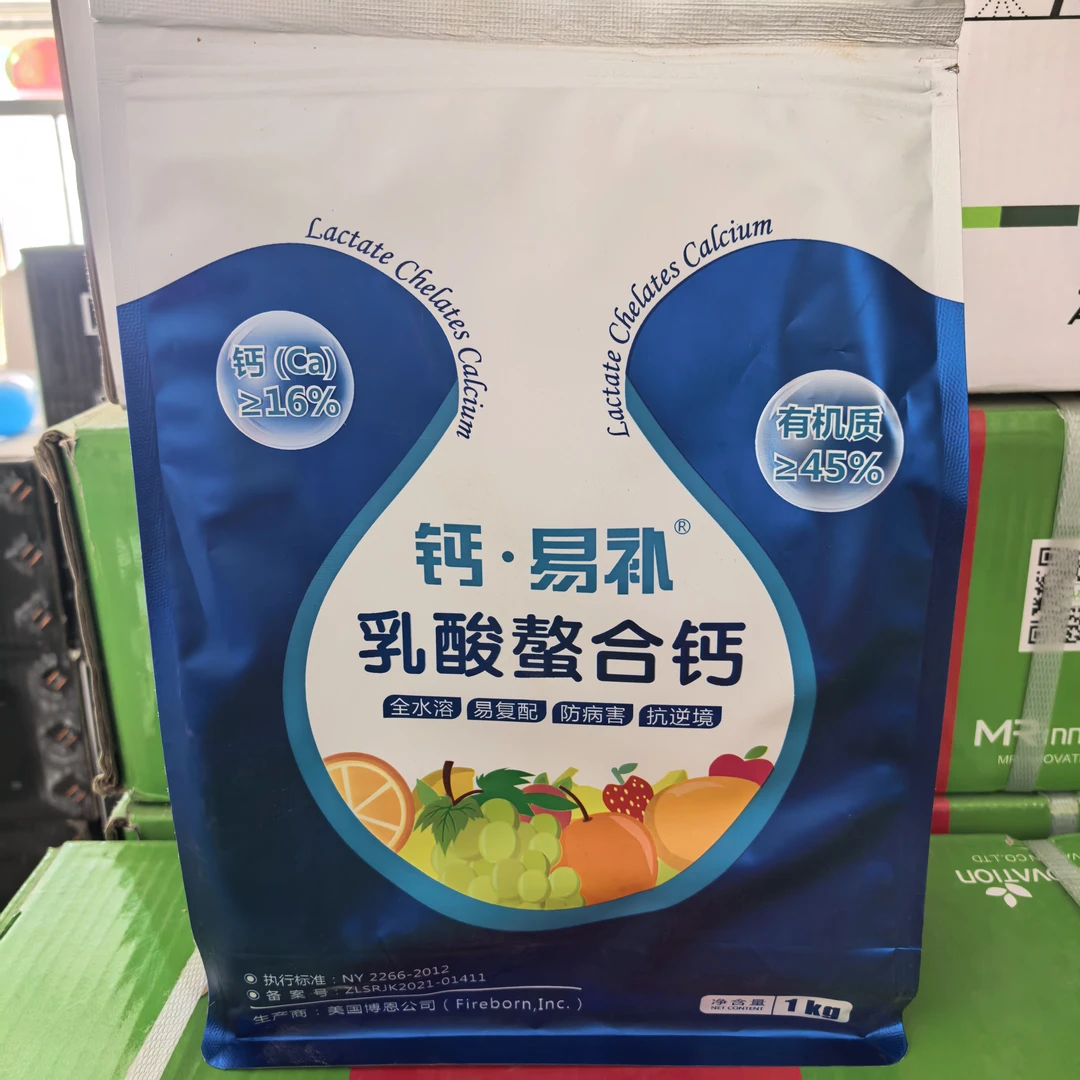 Lactate Chelates Calcium
Lactate Chelates Calcium
钙 (Ca)
≥16%
有机质
≥45%
钙·易补®
乳酸螯合钙
全水溶 易复配 防病害 抗逆境
执行标准：NY 2266-2012
备 案 号：ZLSRJK2021-01411
生产商：美国博恩公司（Fireborn,Inc.）
净含量
NET CONTENT
1kg
OVATION
CO.LTD